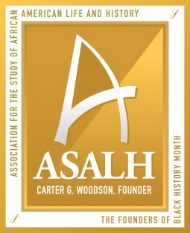 ASSOCIATION FOR THE STUDY OF AFRICAN
AMERICAN LIFE AND HISTORY
ASALH
CARTER G. WOODSON, FOUNDER
THE FOUNDERS OF
BLACK HISTORY MONTH